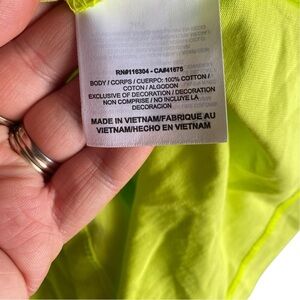 RN#116304 - CA#41675
BODY / CORPS / CUERPO: 100% COTTON /
COTON / ALGODON
EXCLUSIVE OF DECORATION / DECORATION
NON COMPRISE / NO INCLUYE LA
DECORACION
MADE IN VIETNAM/FABRIQUE AU
VIETNAM/HECHO EN VIETNAM